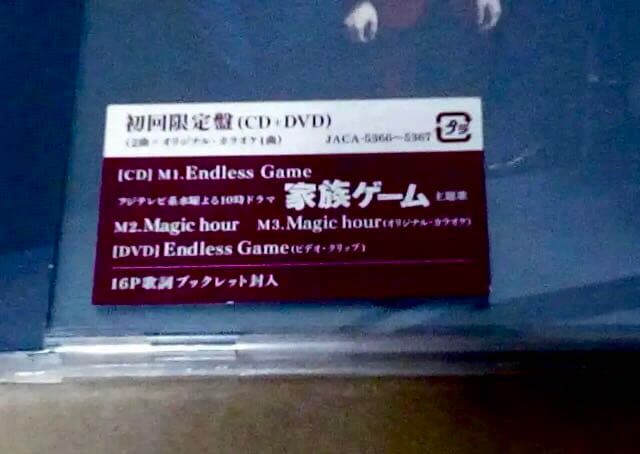 初回限定盤(CD+DVD)
(2曲+オリジナル・カラオケ1曲) JACA-5366〜5367 プラ
[CD] M1.Endless Game
フジテレビ系水曜よる10時ドラマ 家族ゲーム 主題歌
M2.Magic hour M3.Magic hour(オリジナル・カラオケ)
[DVD] Endless Game(ビデオ・クリップ)
16P歌詞ブックレット封入